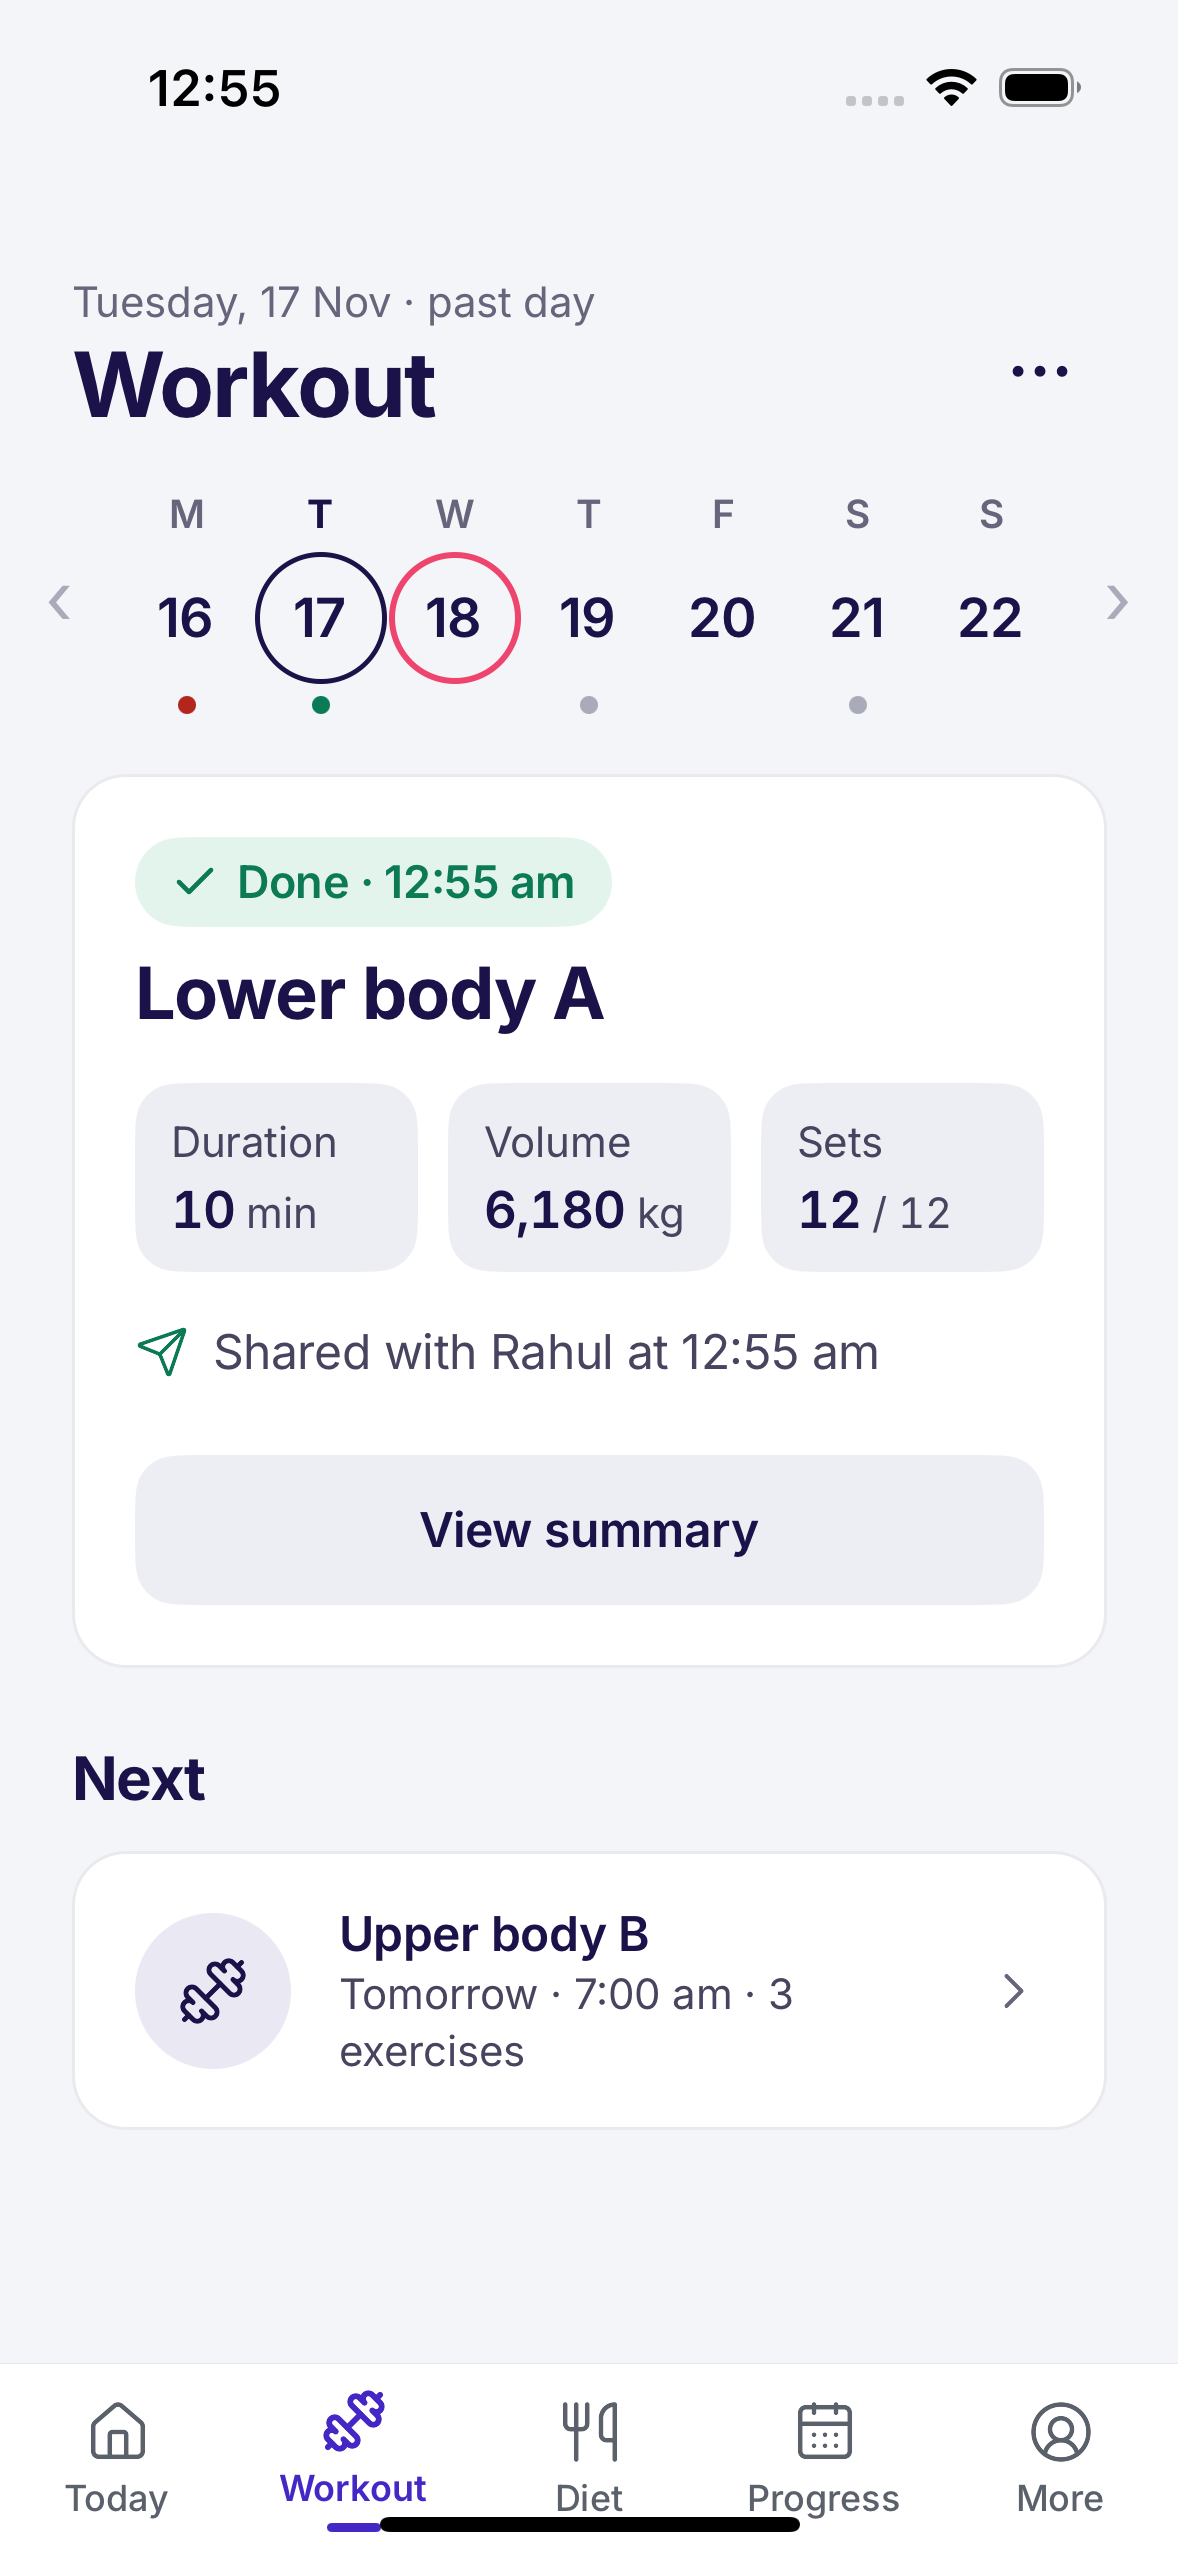 12:55
Tuesday, 17 Nov · past day
Workout
M T W T F S S
16 17 18 19 20 21 22
Done · 12:55 am
Lower body A
Duration Volume Sets
10 min 6,180 kg 12 / 12
Shared with Rahul at 12:55 am
View summary
Next
Upper body B
Tomorrow · 7:00 am · 3
exercises
Today Workout Diet Progress More